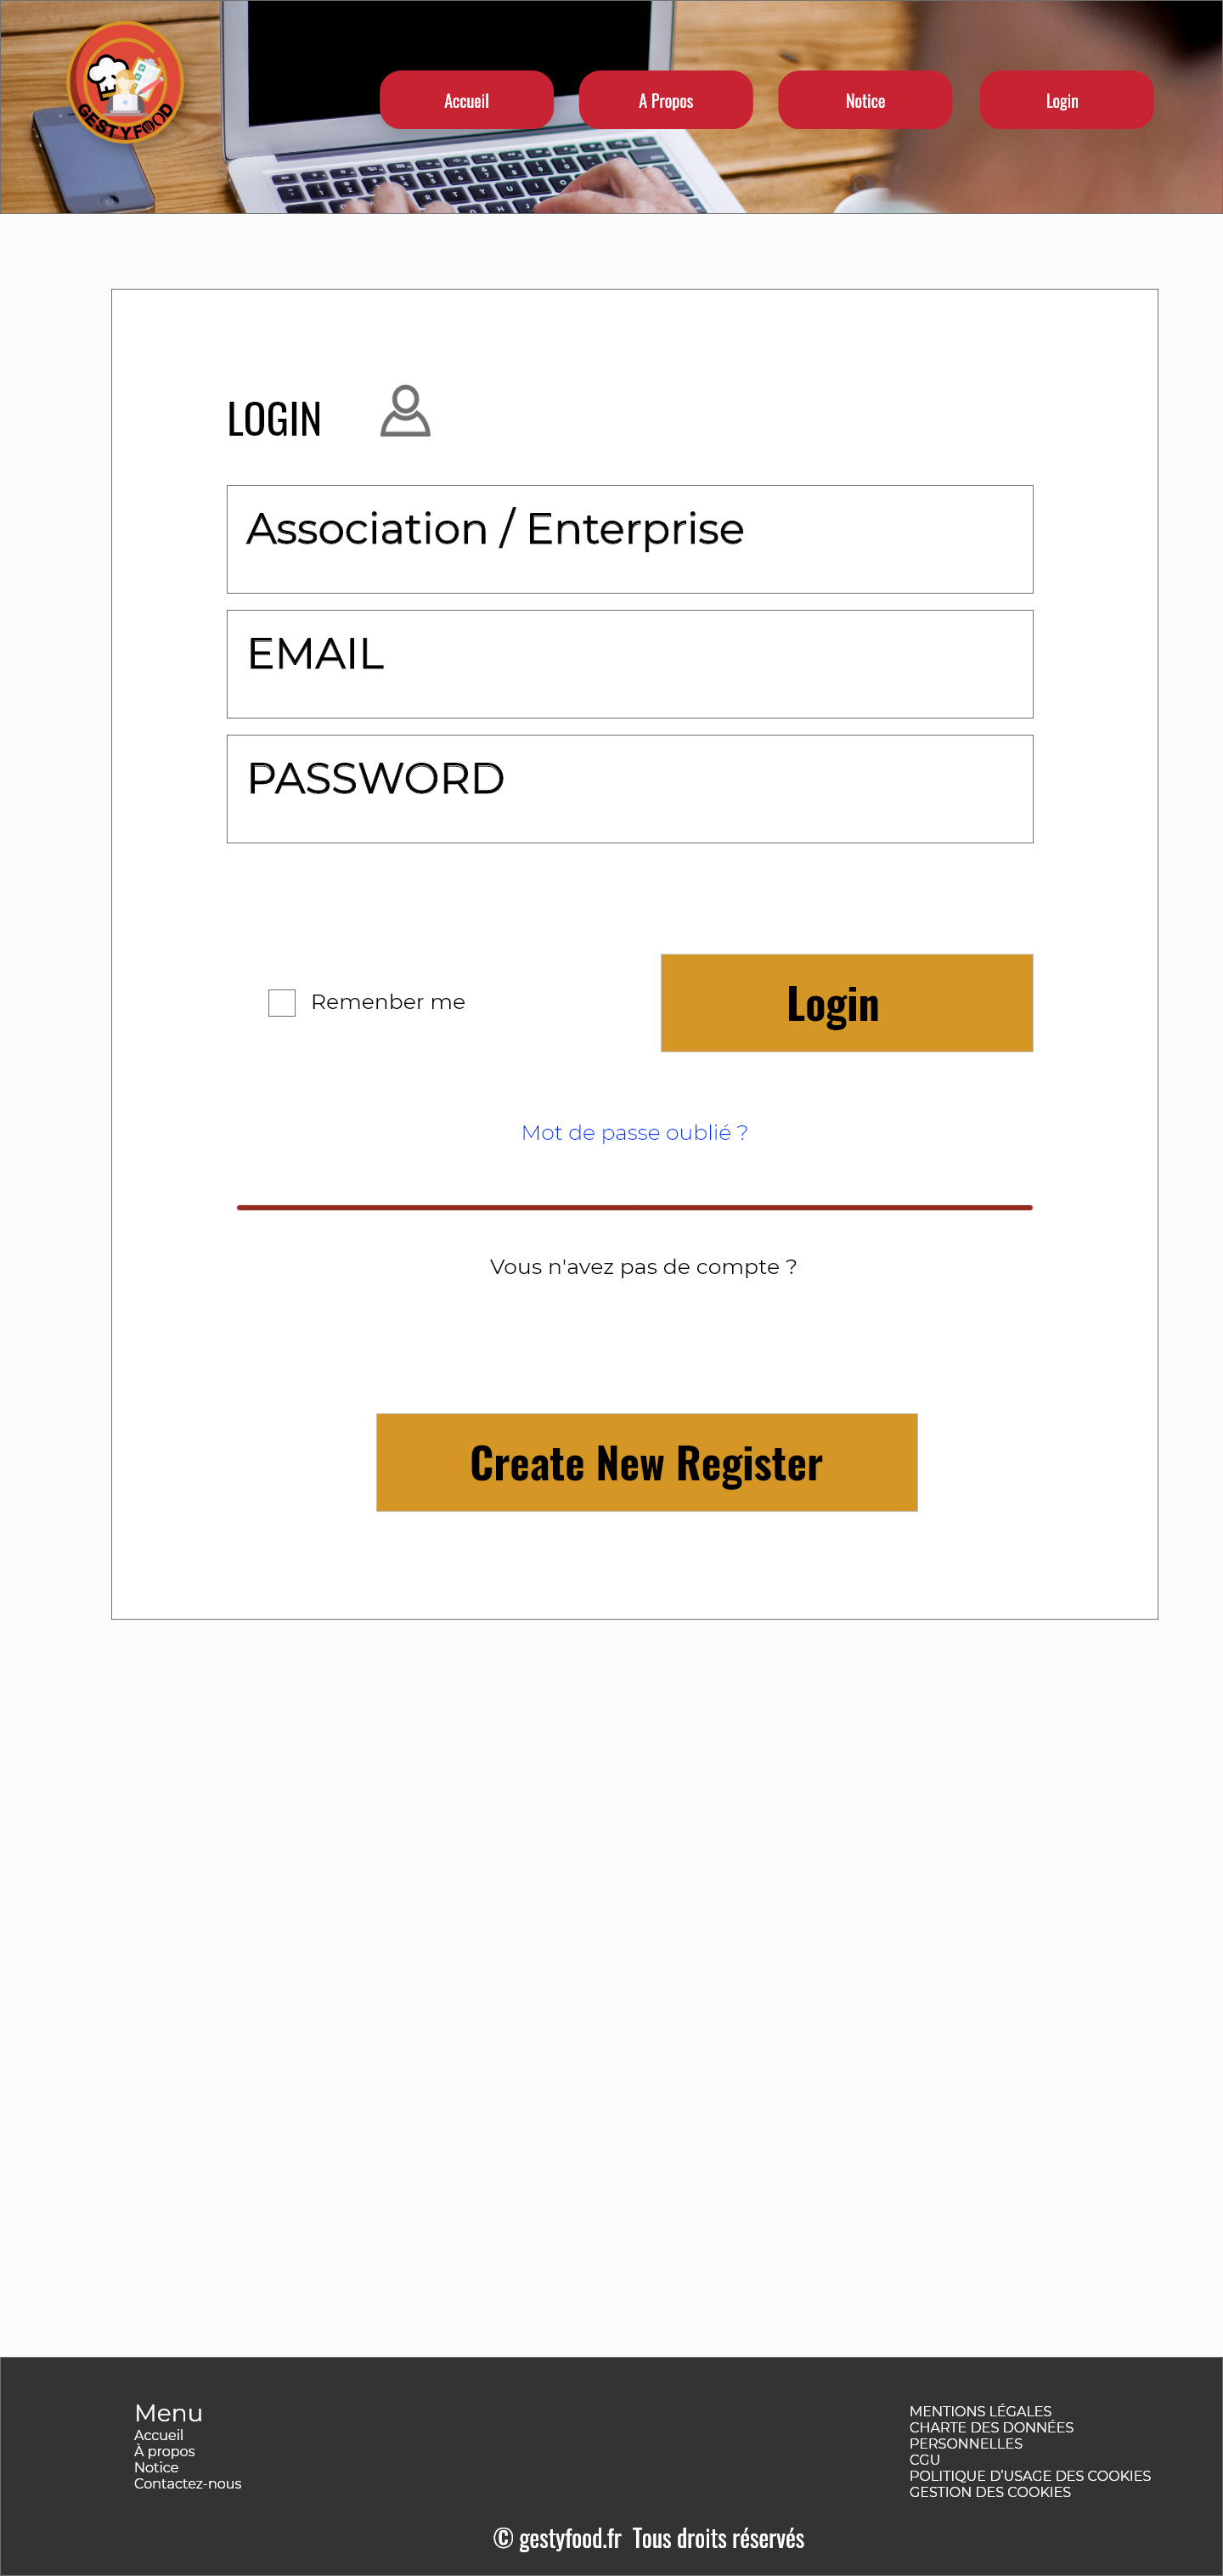 GESTYFOOD
Accueil
A Propos
Notice
Login
LOGIN
Association / Enterprise
EMAIL
PASSWORD
Remenber me
Login
Mot de passe oublié ?
Vous n'avez pas de compte ?
Create New Register
Menu
Accueil
À propos
Notice
Contactez-nous
MENTIONS LÉGALES
CHARTE DES DONNÉES
PERSONNELLES
CGU
POLITIQUE D’USAGE DES COOKIES
GESTION DES COOKIES
© gestyfood.fr Tous droits réservés